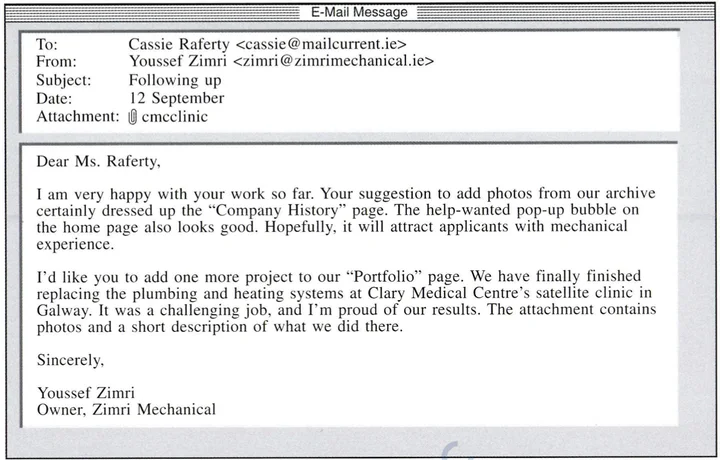 E-Mail Message
To: Cassie Raferty <cassie@mailcurrent.ie>
From: Youssef Zimri <zimri@zimrimechanical.ie>
Subject: Following up
Date: 12 September
Attachment: cmcclinic
Dear Ms. Raferty,
I am very happy with your work so far. Your suggestion to add photos from our archive
certainly dressed up the “Company History” page. The help-wanted pop-up bubble on
the home page also looks good. Hopefully, it will attract applicants with mechanical
experience.
I’d like you to add one more project to our “Portfolio” page. We have finally finished
replacing the plumbing and heating systems at Clary Medical Centre’s satellite clinic in
Galway. It was a challenging job, and I’m proud of our results. The attachment contains
photos and a short description of what we did there.
Sincerely,
Youssef Zimri
Owner, Zimri Mechanical